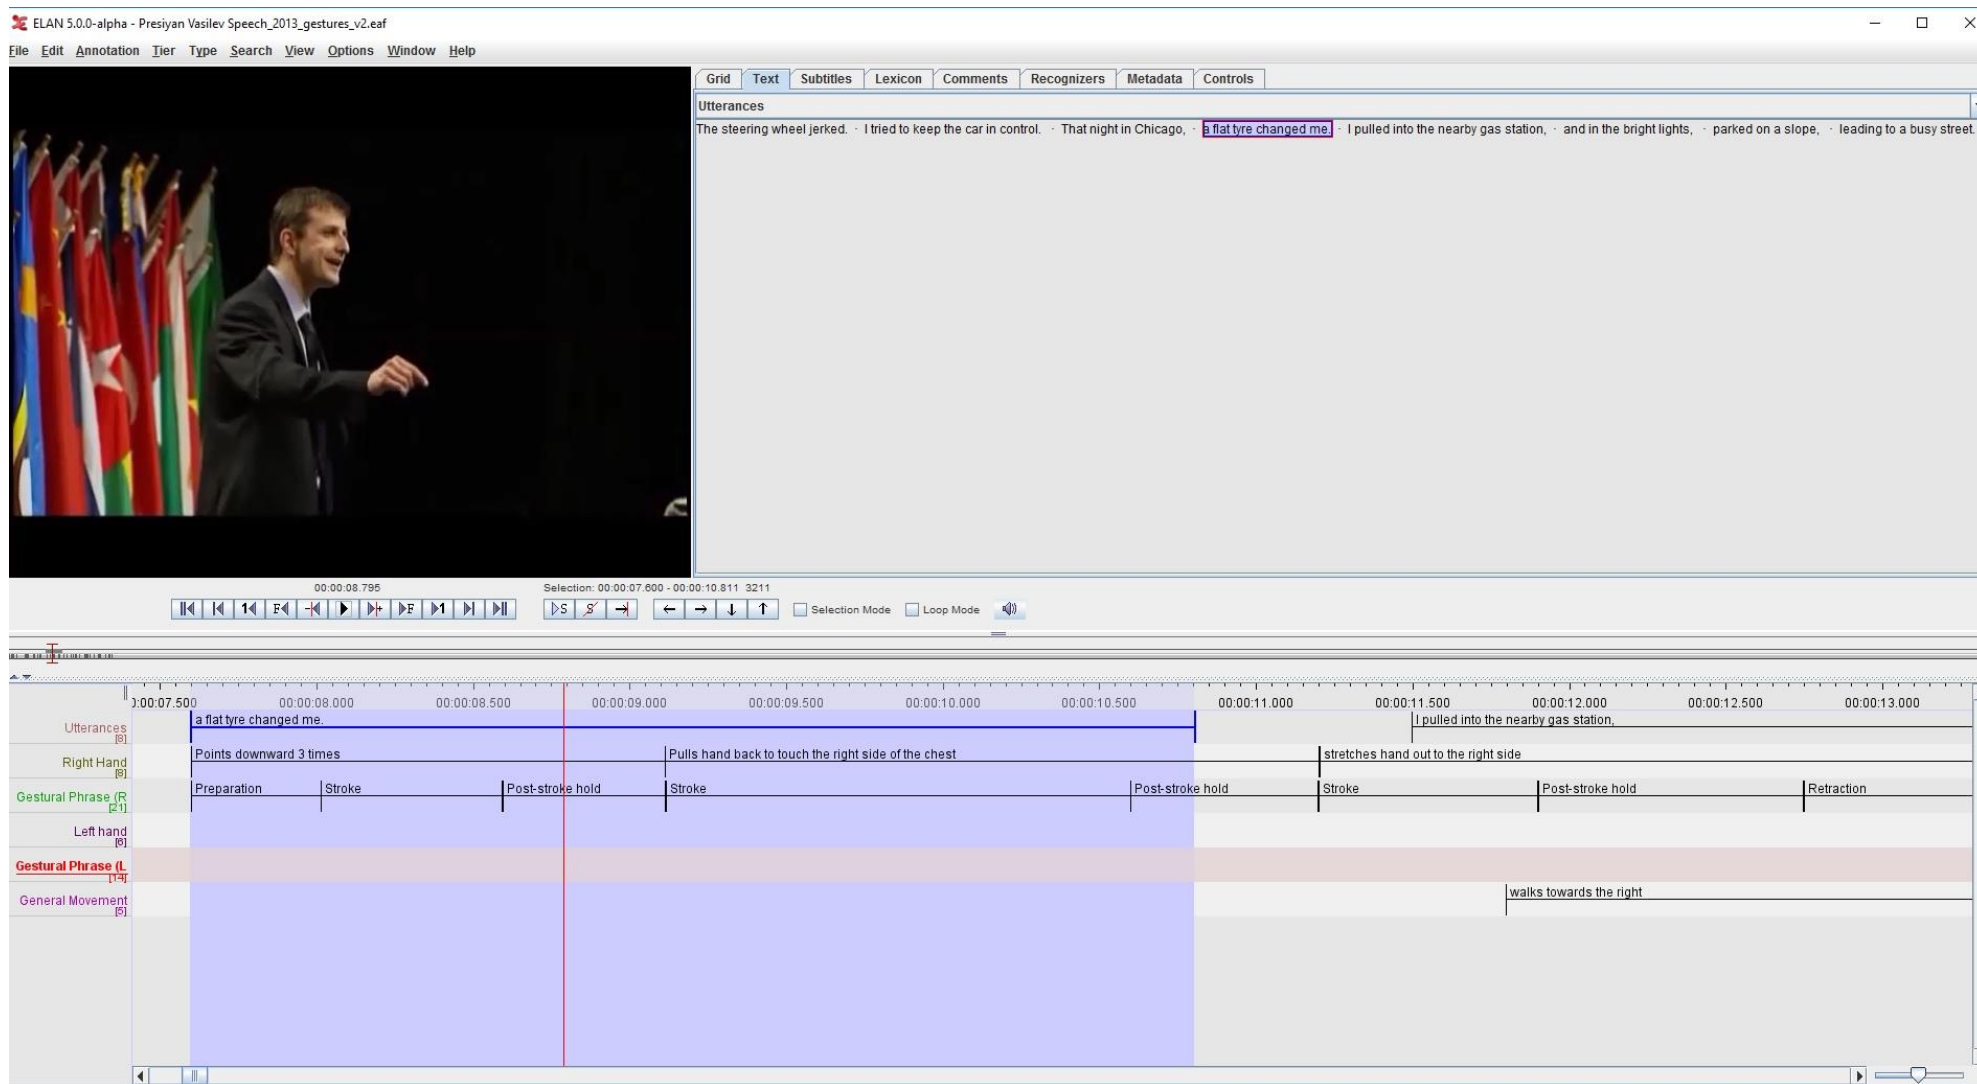 ELAN 5.0.0-alpha - Presiyan Vasilev Speech_2013_gestures_v2.eaf
File Edit Annotation Tier Type Search View Options Window Help
Grid Text Subtitles Lexicon Comments Recognizers Metadata Controls
Utterances
The steering wheel jerked. · I tried to keep the car in control. · That night in Chicago, · a flat tyre changed me. · I pulled into the nearby gas station, · and in the bright lights, · parked on a slope, · leading to a busy street.
00:00:08.795 Selection: 00:00:07.600 - 00:00:10.811 3211
1 F + F 1 S S Selection Mode Loop Mode
00:00:07.500 00:00:08.000 00:00:08.500 00:00:09.000 00:00:09.500 00:00:10.000 00:00:10.500 00:00:11.000 00:00:11.500 00:00:12.000 00:00:12.500 00:00:13.000
Utterances [8] a flat tyre changed me. I pulled into the nearby gas station,
Right Hand [8] Points downward 3 times Pulls hand back to touch the right side of the chest stretches hand out to the right side
Gestural Phrase (R [21] Preparation Stroke Post-stroke hold Stroke Post-stroke hold Stroke Post-stroke hold Retraction
Left hand [6]
Gestural Phrase (L [14]
General Movement [5] walks towards the right